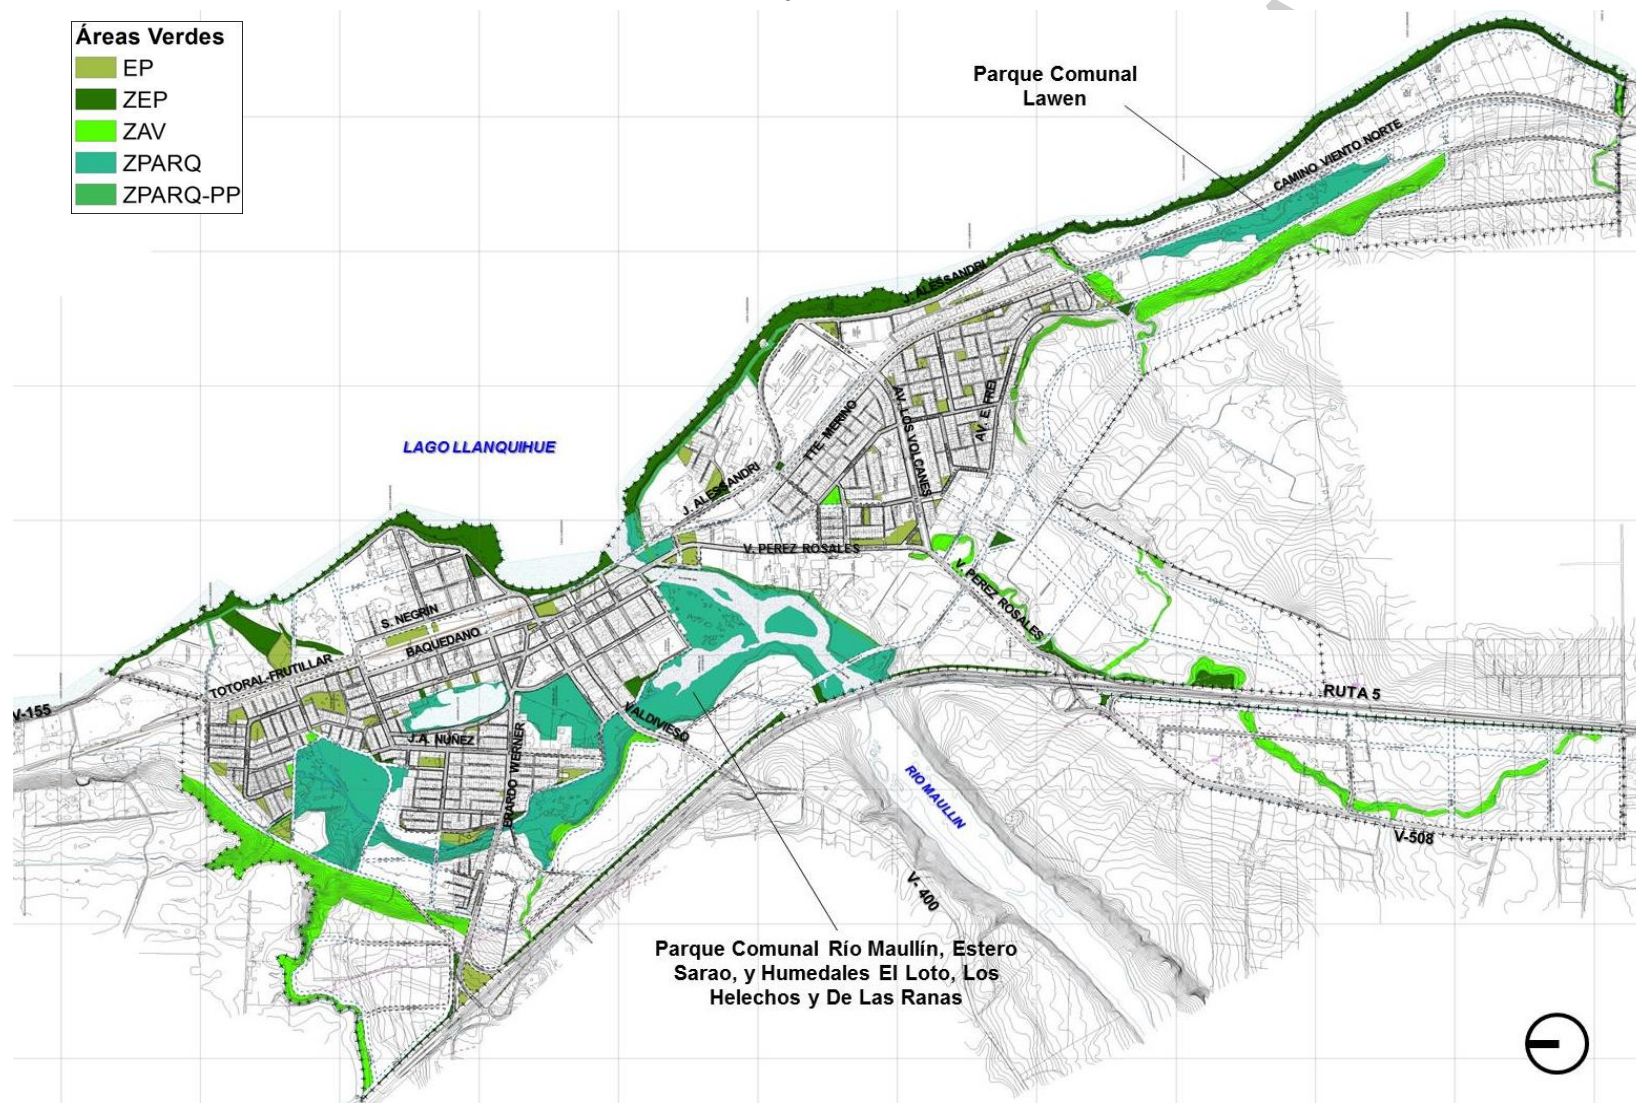 Áreas Verdes
EP
ZEP
ZAV
ZPARQ
ZPARQ-PP
Parque Comunal
Lawen
CAMINO VIENTO NORTE
J. ALESSANDRI
LAGO LLANQUIHUE
TTE MERINO
AV. LOS VOLCANES
AV. E. FREI
J. ALESSANDRI
V. PEREZ ROSALES
V. PEREZ ROSALES
S. NEGRÍN
BAQUEDANO
TOTORAL-FRUTILLAR
V-155
RUTA 5
VALDIVIESO
J.A. NÚÑEZ
ERARDO WERNER
RIO MAULLIN
V-508
V- 400
Parque Comunal Río Maullín, Estero
Sarao, y Humedales El Loto, Los
Helechos y De Las Ranas